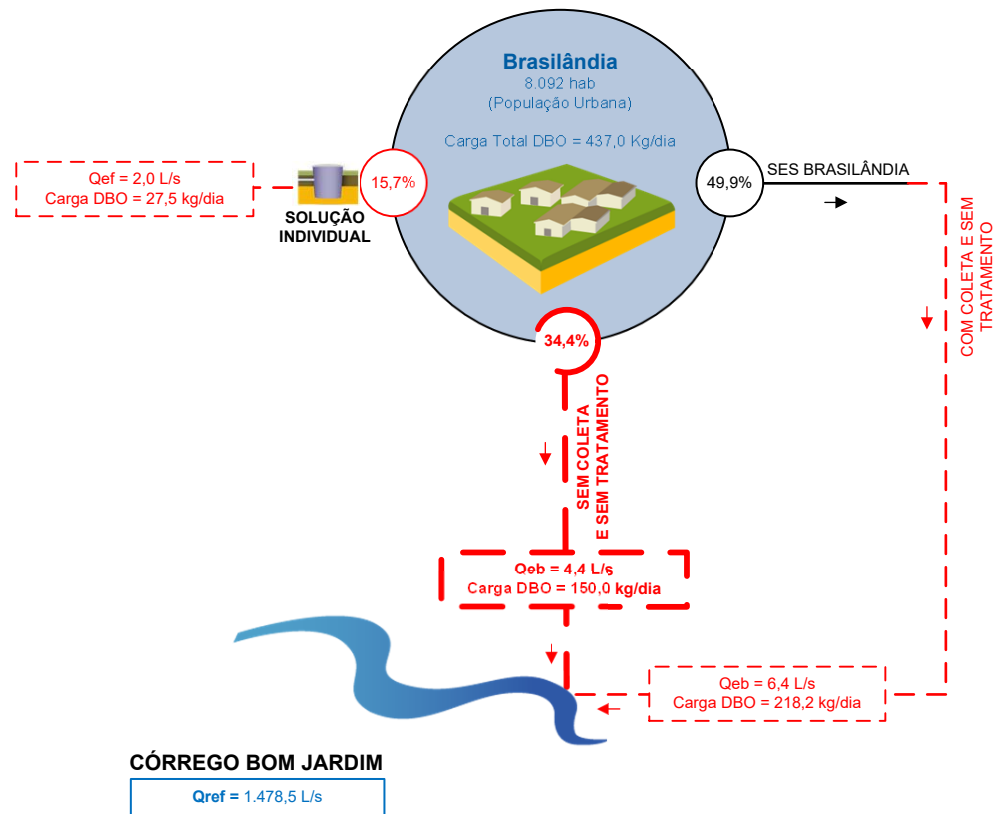 Brasilândia
8.092 hab
(População Urbana)
Carga Total DBO = 437,0 Kg/dia
Qef = 2,0 L/s
Carga DBO = 27,5 kg/dia
SOLUÇÃO
INDIVIDUAL
15,7%
49,9%
SES BRASILÂNDIA
COM COLETA E SEM
TRATAMENTO
34,4%
SEM COLETA
E SEM TRATAMENTO
Qeb = 4,4 L/s
Carga DBO = 150,0 kg/dia
Qeb = 6,4 L/s
Carga DBO = 218,2 kg/dia
CÓRREGO BOM JARDIM
Qref = 1.478,5 L/s